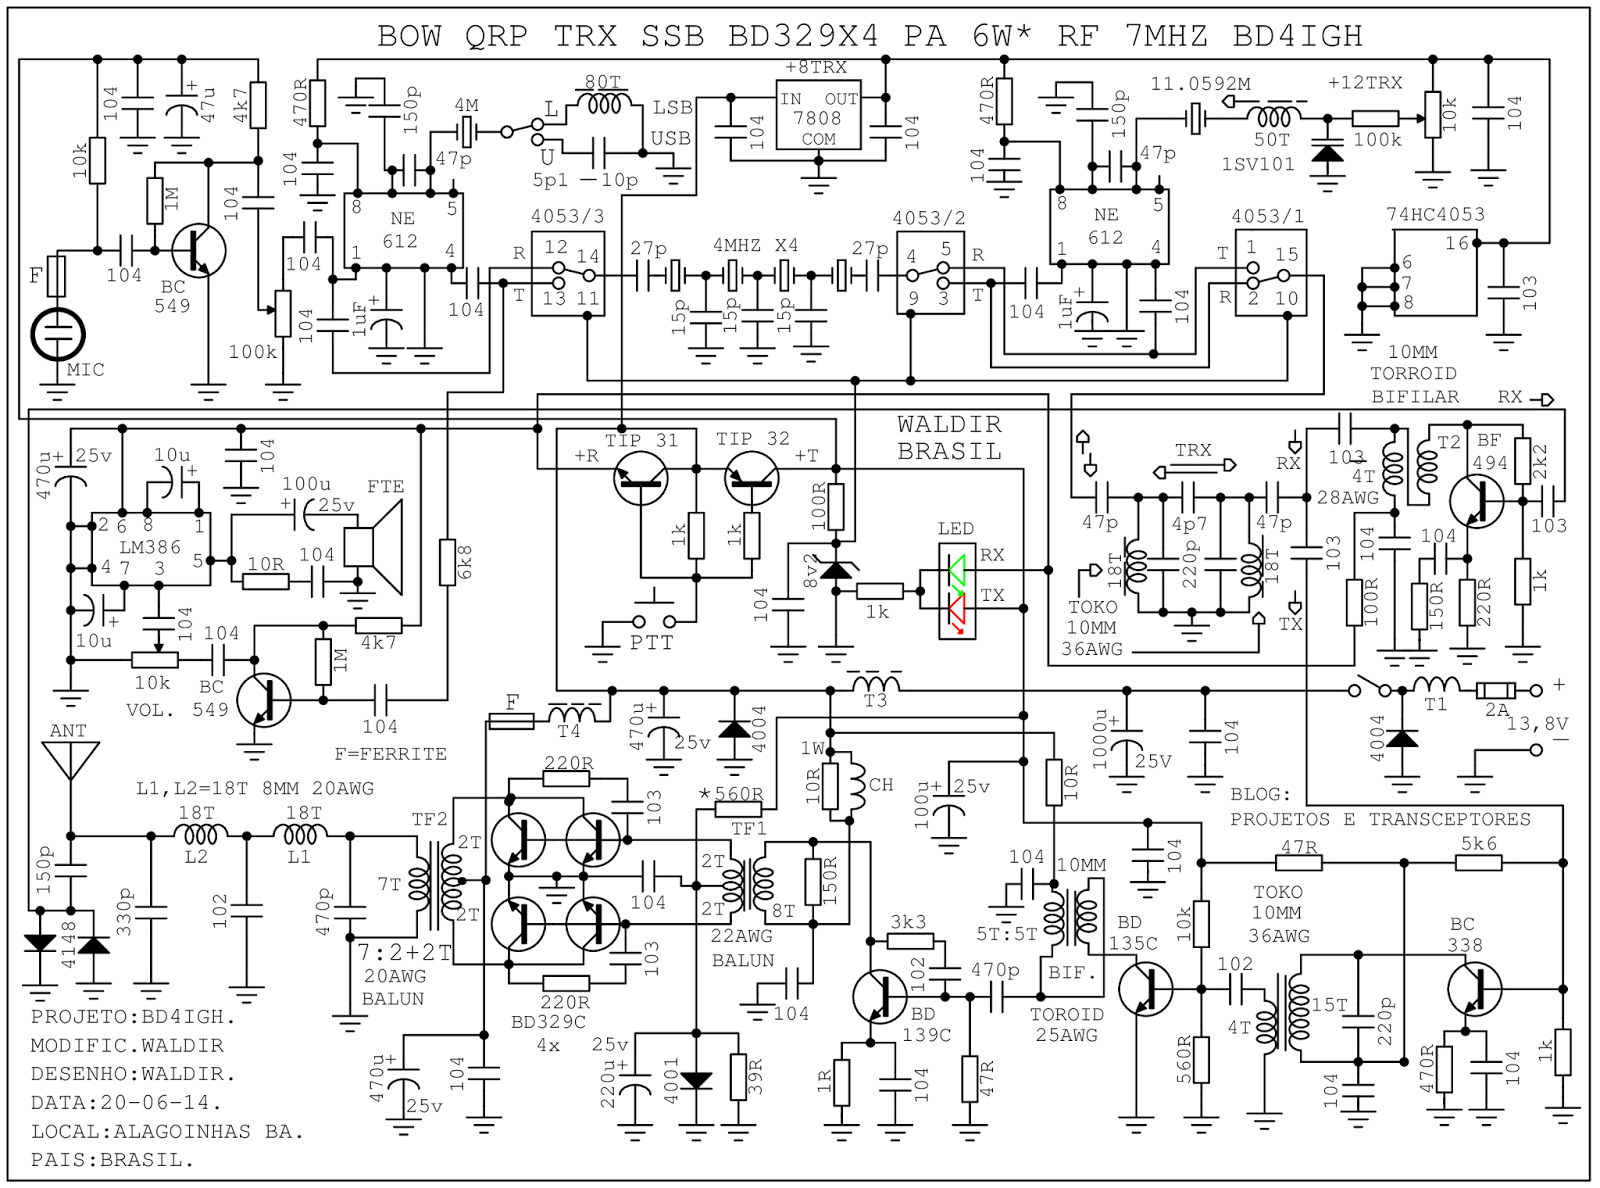 BOW QRP TRX SSB BD329X4 PA 6W* RF 7MHZ BD4IGH
104
47u
+
4k7
470R
150p
4M
80T
L
LSB
USB
U
5p1 —10p
+8TRX
IN OUT
7808
COM
104
104
470R
150p
11.0592M
+12TRX
50T
100k
10k
104
1SV101
10k
1M
104
104
47p
8
5
NE
612
1
4
104
104
47p
8
5
NE
612
1
4
F
104
BC
549
104
100k
104
1uF
+
104
4053/3
R
T
12
14
13
11
27p
4MHZ X4
27p
15p
15p
15p
4053/2
4
5
9
3
R
T
104
1uF
+
104
4053/1
T
R
1
15
2
10
74HC4053
16
6
7
8
103
MIC
10MM
TORROID
BIFILAR
RX
WALDIR
BRASIL
470u
+
25v
10u
+
104
100u
25v
+
FTE
2
6
8
1
LM386
4
7
3
5
10R
104
10u
+
104
104
10k
VOL.
BC
549
1M
4k7
104
6k8
TIP 31
TIP 32
+R
+T
1k
1k
PTT
100R
8v2
104
1k
LED
RX
TX
TRX
RX
47p
4p7
47p
18T
220p
18T
TOKO
10MM
36AWG
TX
103
103
4T
28AWG
T2
BF
494
2k2
103
104
104
100R
150R
220R
1k
ANT
F=FERRITE
F
T4
470u
+
25v
4004
T3
1000u
+
25V
104
4004
T1
2A
+
13,8V
—
L1,L2=18T 8MM 20AWG
18T
L2
18T
L1
150p
330p
102
470p
4148
TF2
7T
2T
2T
7:2+2T
20AWG
BALUN
220R
103
220R
103
BD329C
4x
104
*560R
TF1
2T
2T
8T
22AWG
BALUN
1W
10R
CH
150R
104
100u
+
25v
10R
104
10MM
5T:5T
BIF.
TOROID
25AWG
BD
135C
3k3
102
470p
BD
139C
1R
104
47R
470u
+
25v
104
25v
220u
+
4001
39R
BLOG:
PROJETOS E TRANSCEPTORES
104
47R
5k6
10k
TOKO
10MM
36AWG
BC
338
102
4T
15T
220p
560R
104
470R
104
1k
PROJETO:BD4IGH.
MODIFIC.WALDIR
DESENHO:WALDIR.
DATA:20-06-14.
LOCAL:ALAGOINHAS BA.
PAIS:BRASIL.